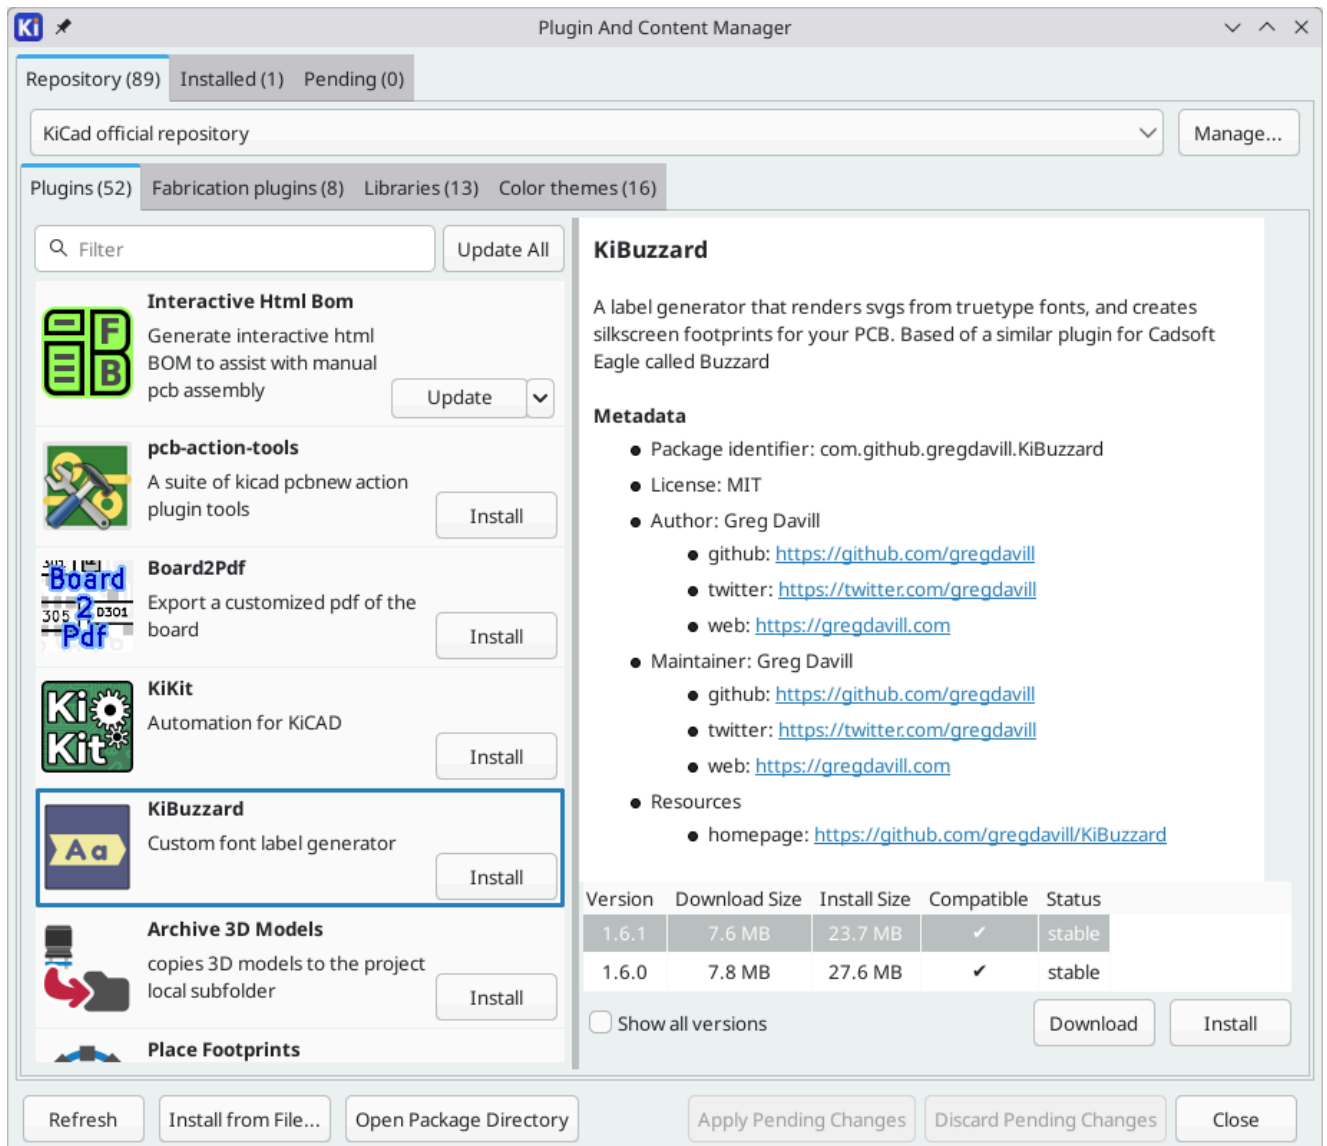 Ki Plugin And Content Manager
Repository (89) Installed (1) Pending (0)
KiCad official repository Manage...
Plugins (52) Fabrication plugins (8) Libraries (13) Color themes (16)
Filter Update All
F
B
Interactive Html Bom
Generate interactive html
BOM to assist with manual
pcb assembly
Update
pcb-action-tools
A suite of kicad pcbnew action
plugin tools
Install
Board
2
Pdf
305 D301
Board2Pdf
Export a customized pdf of the
board
Install
Ki
Kit
KiKit
Automation for KiCAD
Install
Aa
KiBuzzard
Custom font label generator
Install
Archive 3D Models
copies 3D models to the project
local subfolder
Install
Place Footprints
KiBuzzard
A label generator that renders svgs from truetype fonts, and creates
silkscreen footprints for your PCB. Based of a similar plugin for Cadsoft
Eagle called Buzzard
Metadata
Package identifier: com.github.gregdavill.KiBuzzard
License: MIT
Author: Greg Davill
github: https://github.com/gregdavill
twitter: https://twitter.com/gregdavill
web: https://gregdavill.com
Maintainer: Greg Davill
github: https://github.com/gregdavill
twitter: https://twitter.com/gregdavill
web: https://gregdavill.com
Resources
homepage: https://github.com/gregdavill/KiBuzzard
Version Download Size Install Size Compatible Status
1.6.1 7.6 MB 23.7 MB ✔ stable
1.6.0 7.8 MB 27.6 MB ✔ stable
Show all versions Download Install
Refresh Install from File... Open Package Directory Apply Pending Changes Discard Pending Changes Close